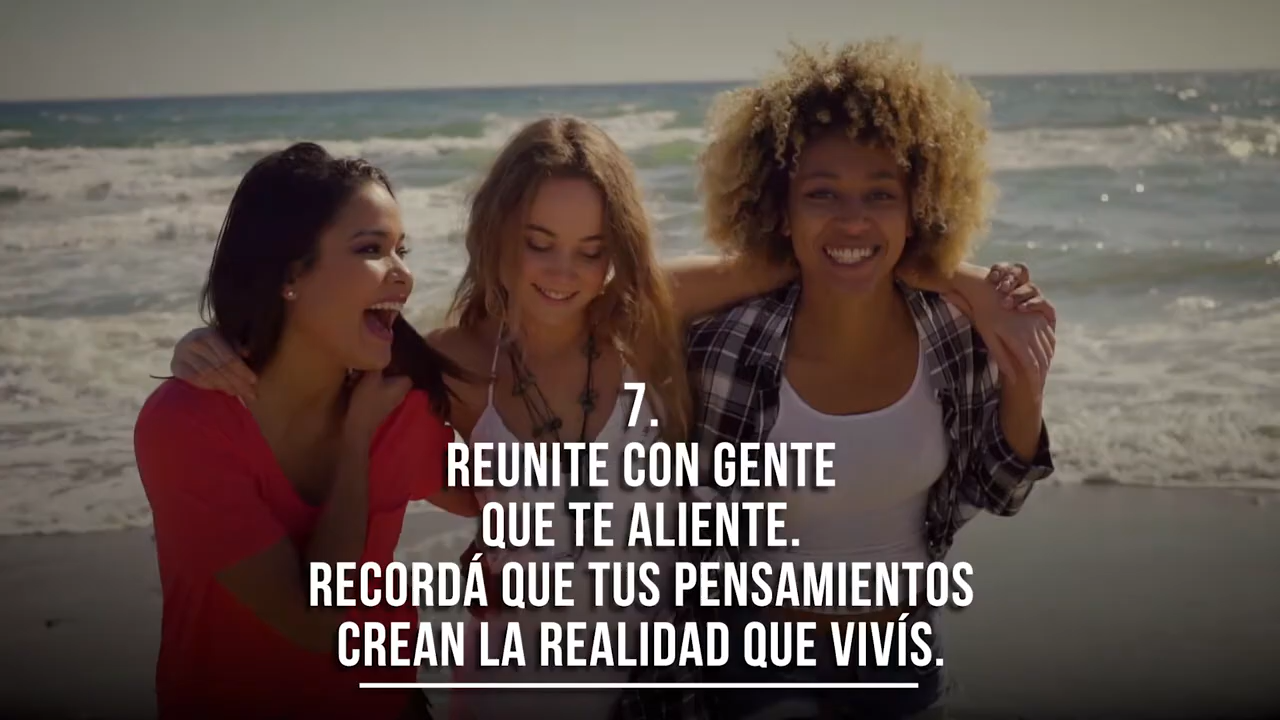 7.
REUNITE CON GENTE
QUE TE ALIENTE.
RECORDÁ QUE TUS PENSAMIENTOS
CREAN LA REALIDAD QUE VIVÍS.